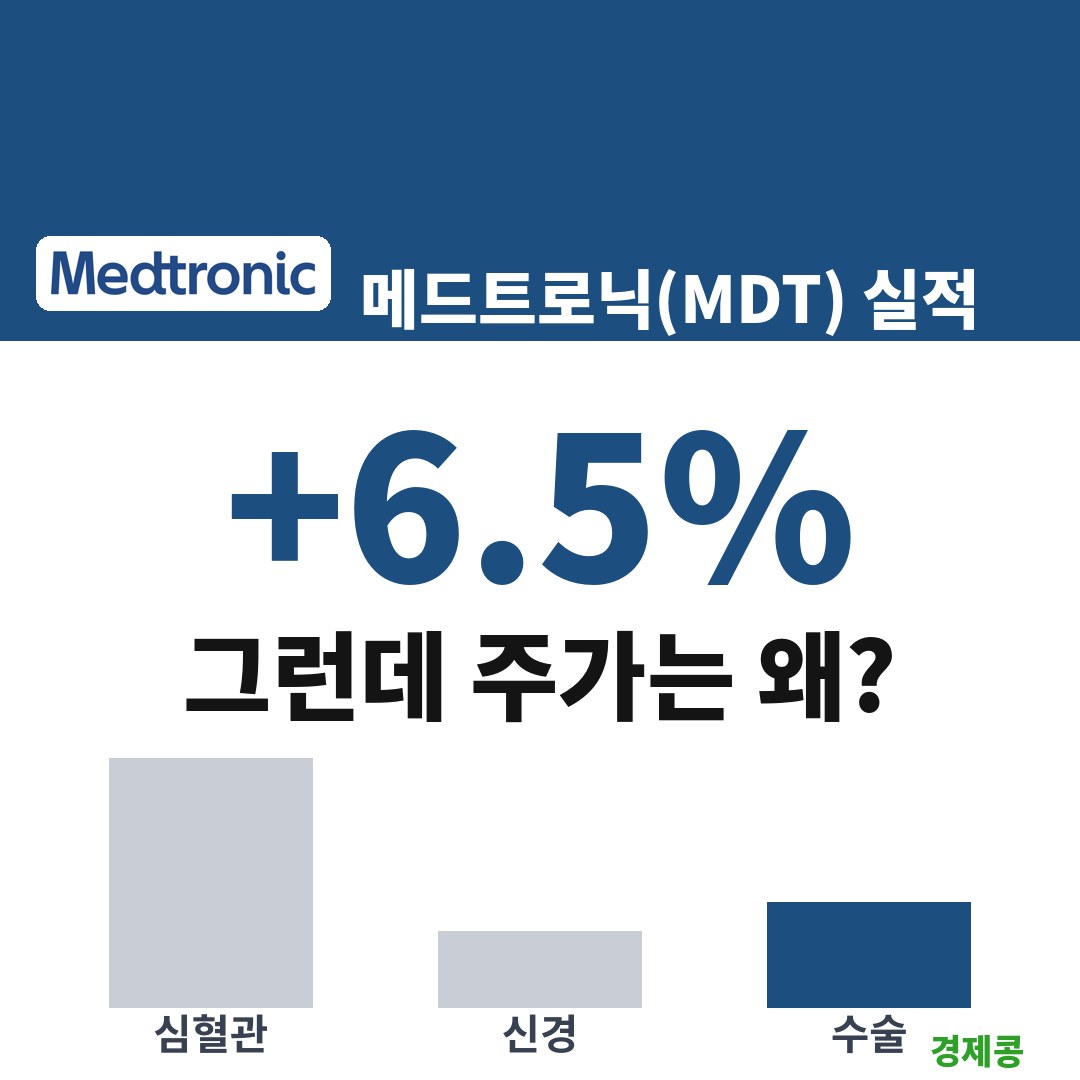 Medtronic
메드트로닉(MDT) 실적
+6.5%
그런데 주가는 왜?
심혈관
신경
수술
경제콩